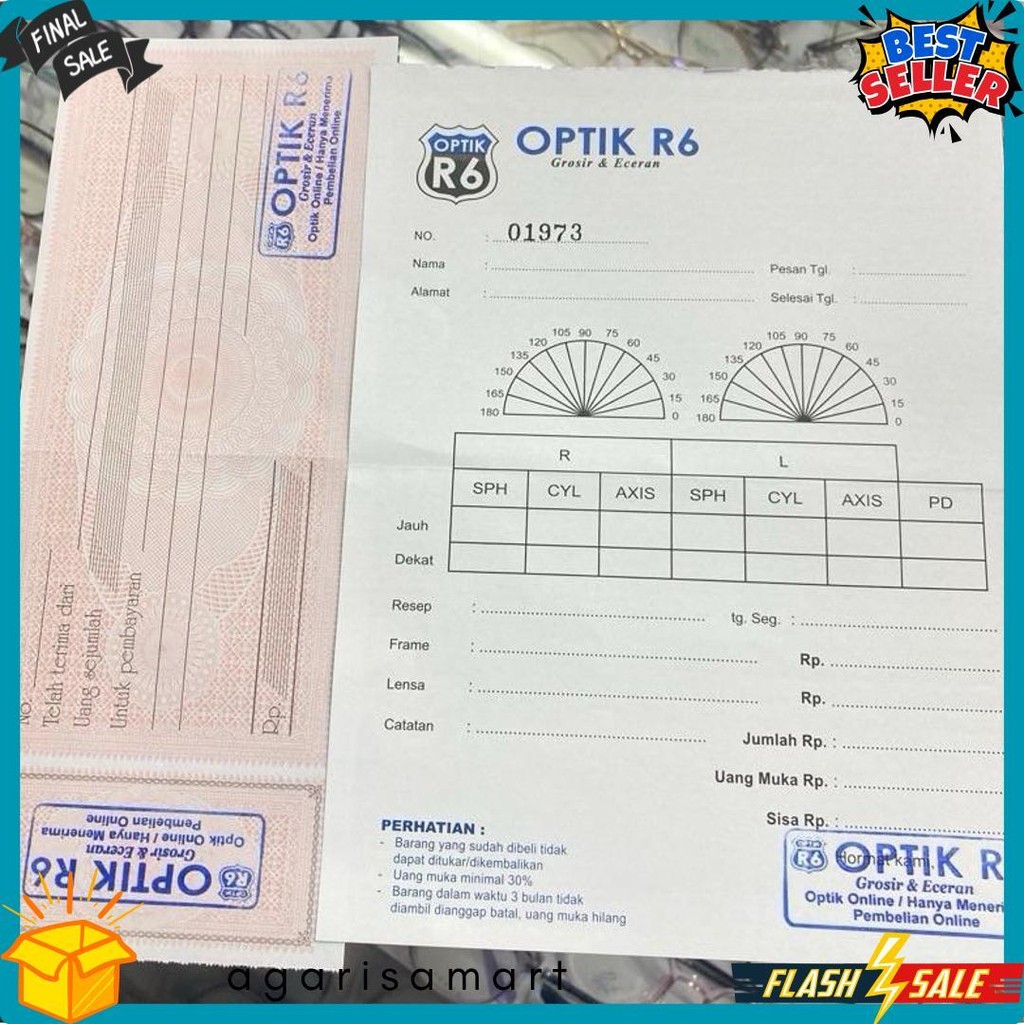 FINAL
SALE
BEST
SELLER
OPTIK R6
Grosir & Eceran
Optik Online / Hanya Menerima
Pembelian Online
R6
NO.
Telah terima dari
Uang sejumlah
Untuk pembayaran
Rp.
OPTIK R6
Grosir & Eceran
Optik Online / Hanya Menerima
Pembelian Online
R6
OPTIK
R6
OPTIK R6
Grosir & Eceran
NO. : 01973
Nama : Pesan Tgl. :
Alamat : Selesai Tgl. :
180 165 150 135 120 105 90 75 60 45 30 15 0
180 165 150 135 120 105 90 75 60 45 30 15 0
R L
SPH CYL AXIS SPH CYL AXIS PD
Jauh
Dekat
Resep : tg. Seg. :
Frame : Rp.
Lensa : Rp.
Catatan : Jumlah Rp. :
Uang Muka Rp. :
Sisa Rp. :
PERHATIAN :
- Barang yang sudah dibeli tidak
dapat ditukar/dikembalikan
- Uang muka minimal 30%
- Barang dalam waktu 3 bulan tidak
diambil dianggap batal, uang muka hilang
Hormat kami,
R6
OPTIK R
Grosir & Eceran
Optik Online / Hanya Meneri
Pembelian Online
agarisamart
FLASH SALE